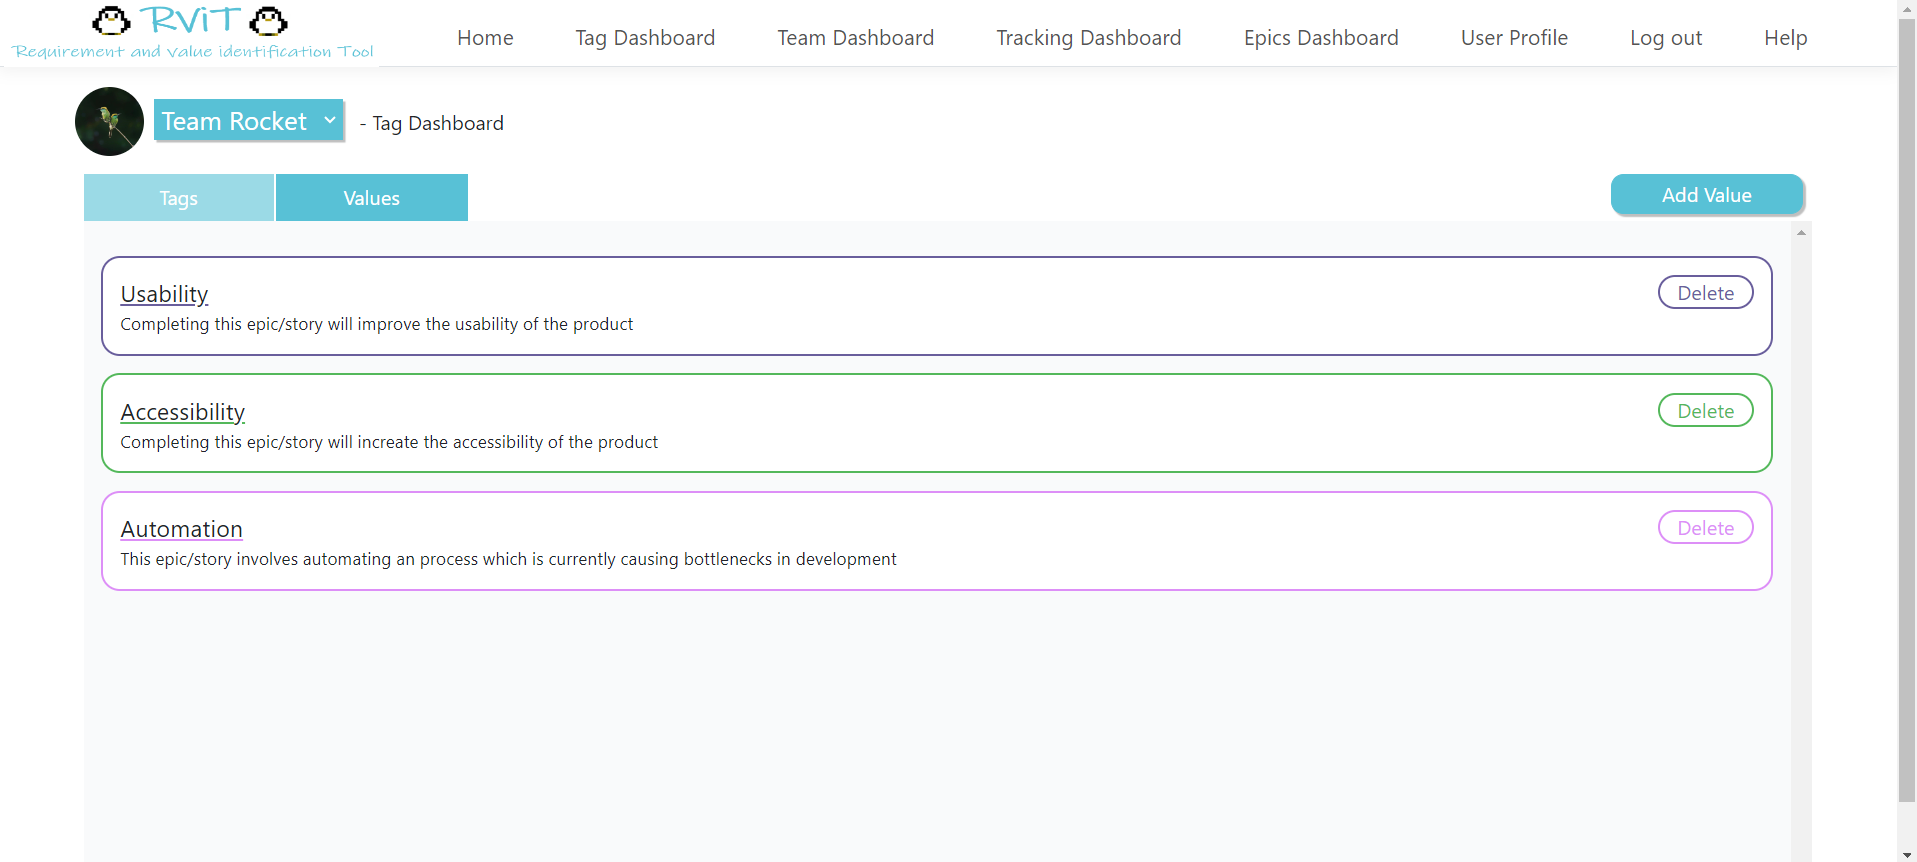 RViT
Requirement and value identification Tool
Home Tag Dashboard Team Dashboard Tracking Dashboard Epics Dashboard User Profile Log out Help
Team Rocket - Tag Dashboard
Tags Values Add Value
Usability Delete
Completing this epic/story will improve the usability of the product
Accessibility Delete
Completing this epic/story will increate the accessibility of the product
Automation Delete
This epic/story involves automating an process which is currently causing bottlenecks in development